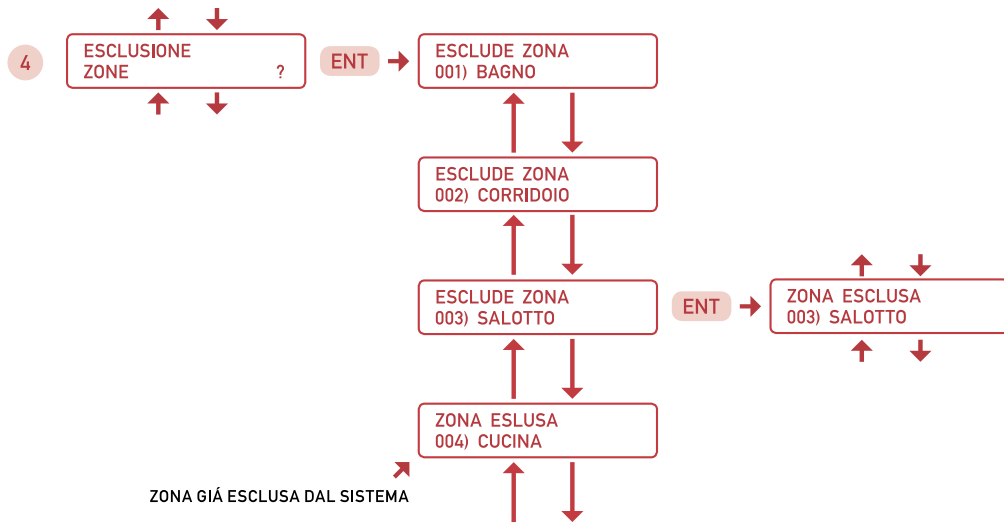 4
ESCLUSIONE
ZONE ?
ENT
ESCLUDE ZONA
001) BAGNO
ESCLUDE ZONA
002) CORRIDOIO
ESCLUDE ZONA
003) SALOTTO
ENT
ZONA ESCLUSA
003) SALOTTO
ZONA ESLUSA
004) CUCINA
ZONA GIÁ ESCLUSA DAL SISTEMA